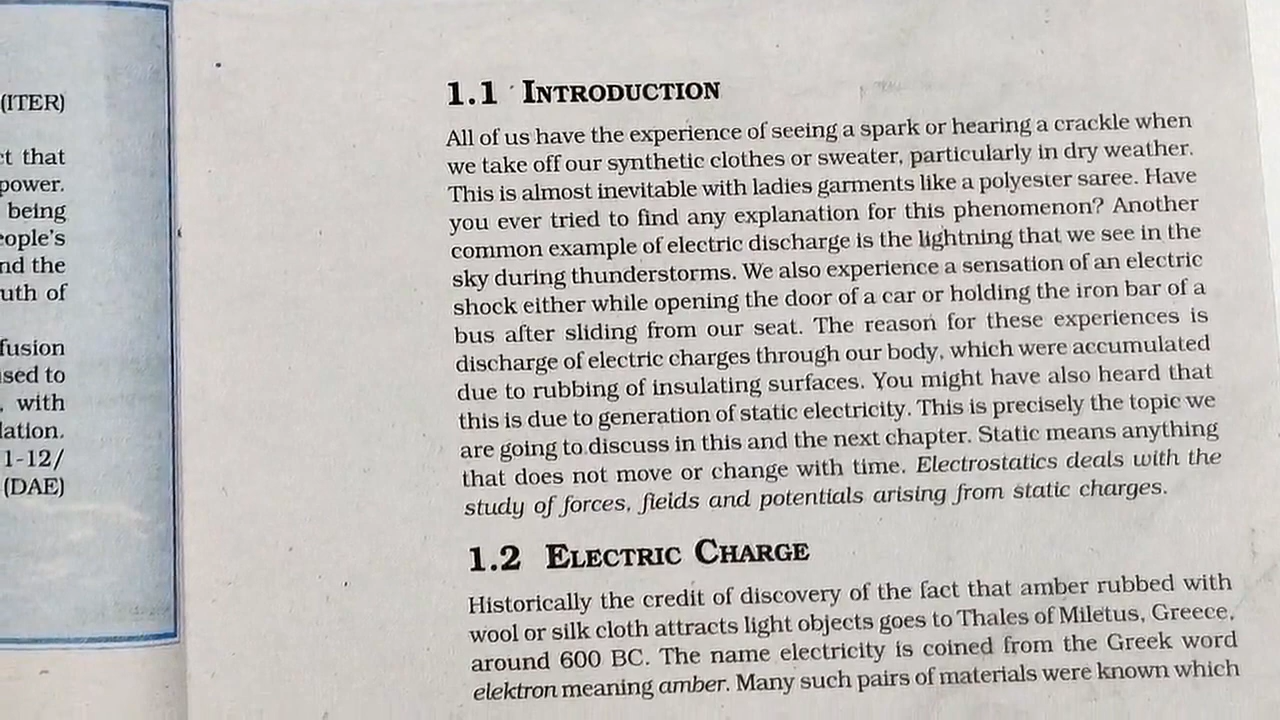 (ITER)
ct that
power.
being
eople's
nd the
uth of
fusion
sed to
, with
lation.
1-12/
(DAE)
1.1 INTRODUCTION
All of us have the experience of seeing a spark or hearing a crackle when
we take off our synthetic clothes or sweater, particularly in dry weather.
This is almost inevitable with ladies garments like a polyester saree. Have
you ever tried to find any explanation for this phenomenon? Another
common example of electric discharge is the lightning that we see in the
sky during thunderstorms. We also experience a sensation of an electric
shock either while opening the door of a car or holding the iron bar of a
bus after sliding from our seat. The reason for these experiences is
discharge of electric charges through our body, which were accumulated
due to rubbing of insulating surfaces. You might have also heard that
this is due to generation of static electricity. This is precisely the topic we
are going to discuss in this and the next chapter. Static means anything
that does not move or change with time. Electrostatics deals with the
study of forces, fields and potentials arising from static charges.
1.2 ELECTRIC CHARGE
Historically the credit of discovery of the fact that amber rubbed with
wool or silk cloth attracts light objects goes to Thales of Miletus, Greece,
around 600 BC. The name electricity is coined from the Greek word
elektron meaning amber. Many such pairs of materials were known which